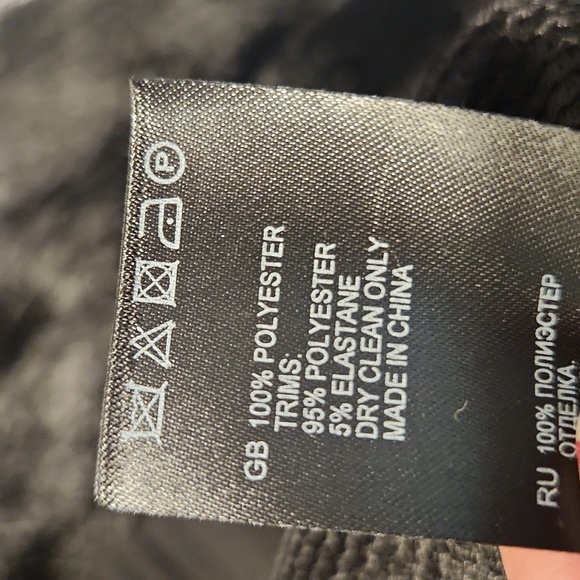 P
GB 100% POLYESTER
TRIMS:
95% POLYESTER
5% ELASTANE
DRY CLEAN ONLY
MADE IN CHINA
RU 100% ПОЛИЭСТЕР
ОТДЕЛКА: